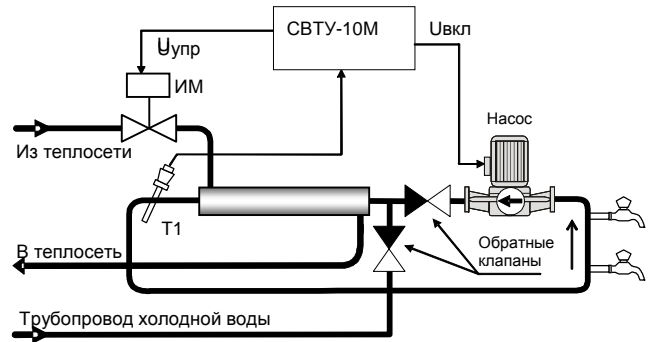 СВТУ-10М
Uупр
Uвкл
ИМ
Насос
Из теплосети
Т1
Обратные
клапаны
В теплосеть
Трубопровод холодной воды